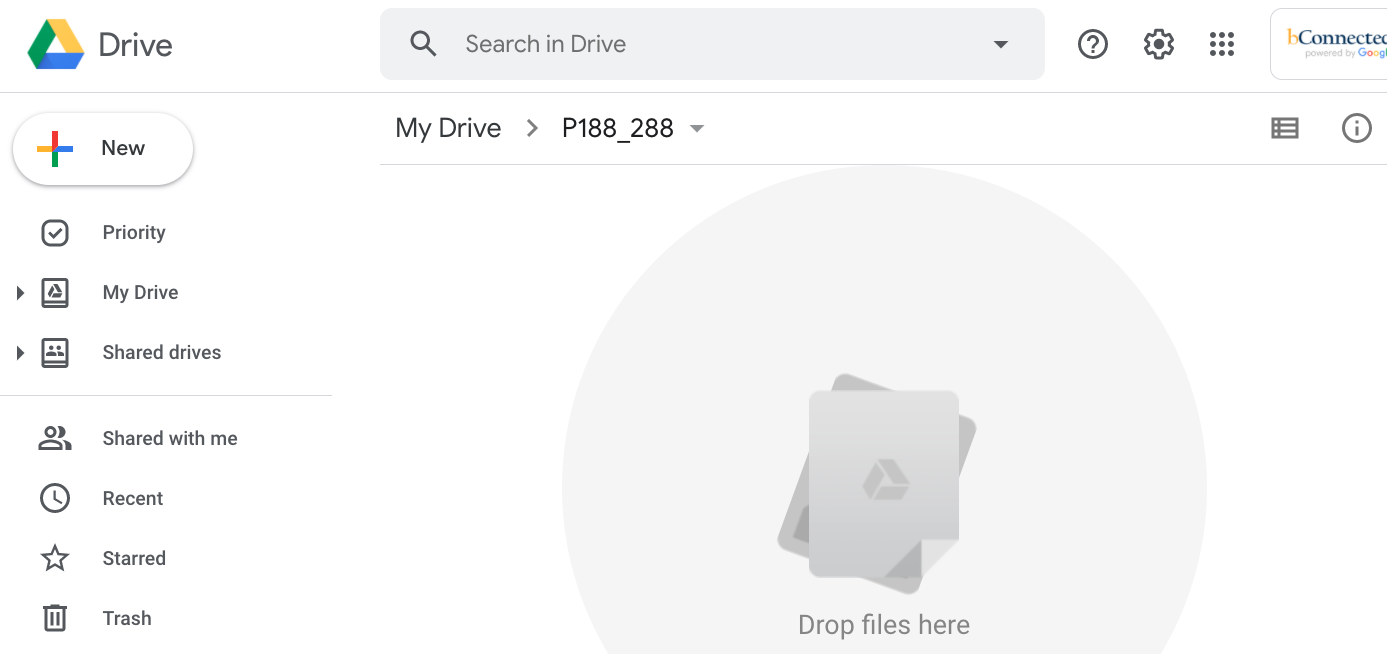 Drive
Search in Drive
bConnected
powered by Google
My Drive
P188_288
New
Priority
My Drive
Shared drives
Shared with me
Recent
Starred
Trash
Drop files here